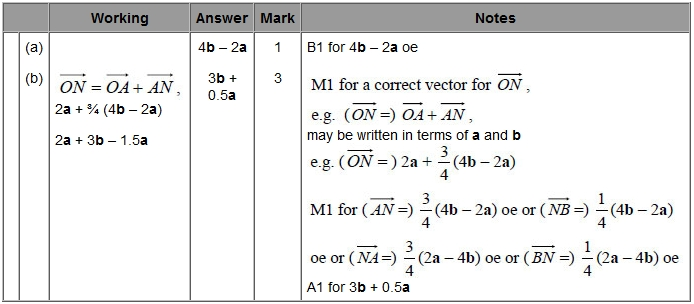 Working Answer Mark Notes
(a) 4b – 2a 1 B1 for 4b – 2a oe
(b) ON⃗ = OA⃗ + AN⃗ ,
2a + ¾ (4b – 2a)
2a + 3b – 1.5a
3b +
0.5a
3
M1 for a correct vector for ON⃗ ,
e.g. (ON⃗ =) OA⃗ + AN⃗ ,
may be written in terms of a and b
e.g. (ON⃗ = ) 2a + 3/4 (4b – 2a)
M1 for (AN⃗ =) 3/4 (4b – 2a) oe or (NB⃗ =) 1/4 (4b – 2a)
oe or (NA⃗ =) 3/4 (2a – 4b) oe or (BN⃗ =) 1/4 (2a – 4b) oe
A1 for 3b + 0.5a